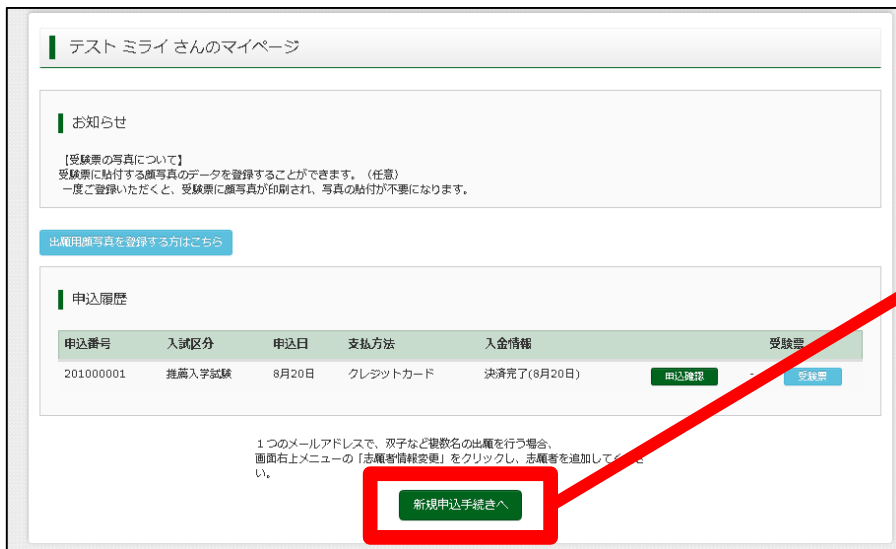 テスト ミライ さんのマイページ
お知らせ
【受験票の写真について】
受験票に貼付する顔写真のデータを登録することができます。（任意）
一度ご登録いただくと、受験票に顔写真が印刷され、写真の貼付が不要になります。
出願用顔写真を登録する方はこちら
申込履歴
申込番号 入試区分 申込日 支払方法 入金情報 受験票
201000001 推薦入学試験 8月20日 クレジットカード 決済完了(8月20日) 申込確認 - 受験票
１つのメールアドレスで、双子など複数名の出願を行う場合、
画面右上メニューの「志願者情報変更」をクリックし、志願者を追加してくださ
い。
新規申込手続きへ